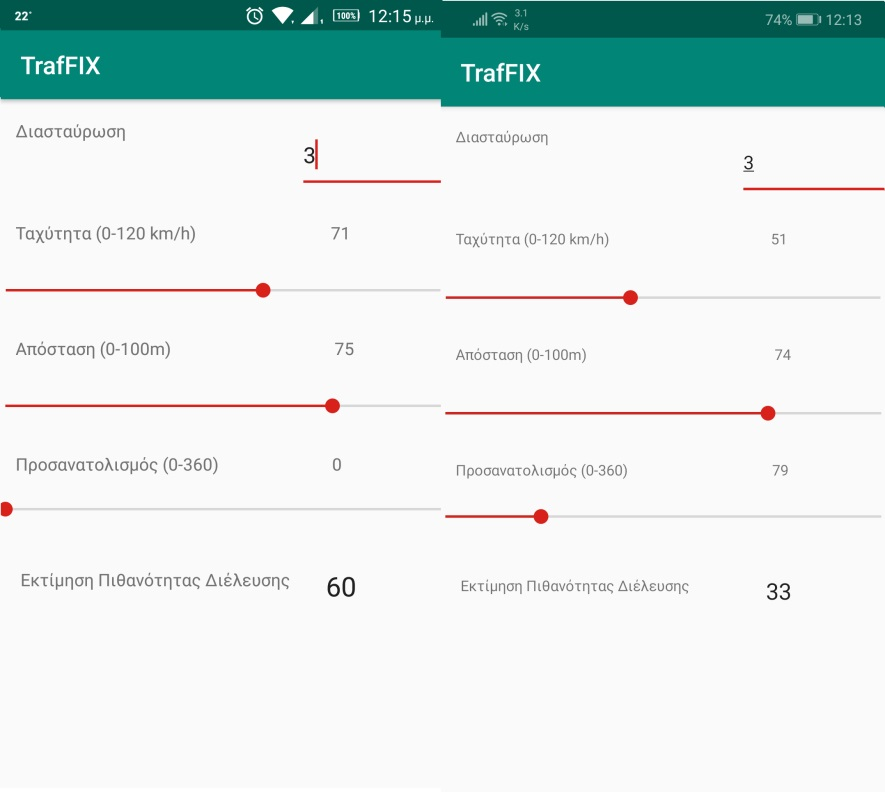 22°
100%
12:15 μ.μ.
TrafFIX
Διασταύρωση
3
Ταχύτητα (0-120 km/h)
71
Απόσταση (0-100m)
75
Προσανατολισμός (0-360)
0
Εκτίμηση Πιθανότητας Διέλευσης
60
3.1
K/s
74%
12:13
TrafFIX
Διασταύρωση
3
Ταχύτητα (0-120 km/h)
51
Απόσταση (0-100m)
74
Προσανατολισμός (0-360)
79
Εκτίμηση Πιθανότητας Διέλευσης
33